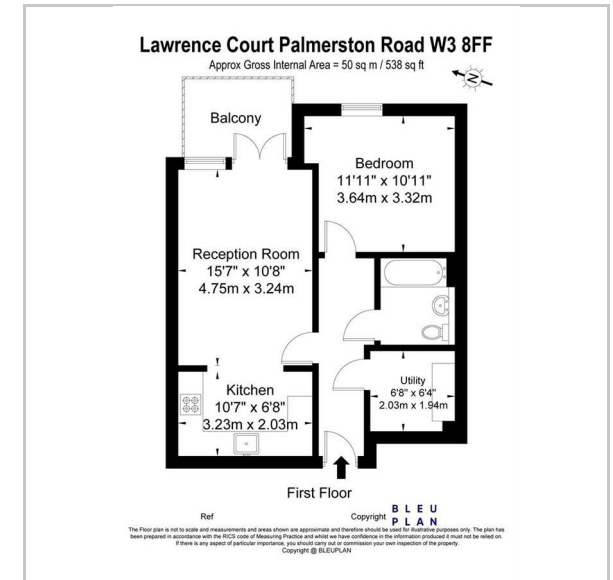 Lawrence Court Palmerston Road W3 8FF
Approx Gross Internal Area = 50 sq m / 538 sq ft
N
Balcony
Bedroom
11'11" x 10'11"
3.64m x 3.32m
Reception Room
15'7" x 10'8"
4.75m x 3.24m
Kitchen
10'7" x 6'8"
3.23m x 2.03m
Utility
6'8" x 6'4"
2.03m x 1.94m
First Floor
Ref
Copyright
BLEU
PLAN
The Floor plan is not to scale and measurements and areas shown are approximate and therefore should be used for illustrative purposes only. The plan has
been prepared in accordance with the RICS code of Measuring Practice and whilst we have confidence in the information produced it must not be relied on.
If there is any aspect of particular importance, you should carry out or commission your own inspection of the property.
Copyright @ BLEUPLAN